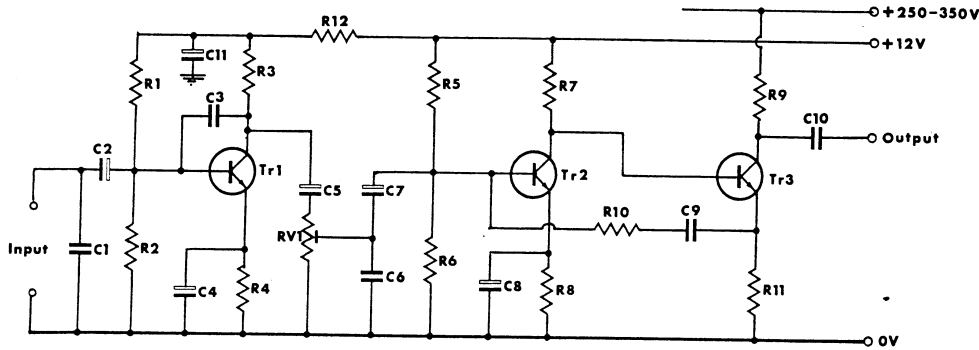 +250-350V
R12
+12V
C11
R3
R1
R5
R7
R9
C3
C10
Output
C2
Tr1
Tr2
Tr3
C5
C7
R10
C9
RV1
Input
C1
R2
C6
R6
C4
R4
C8
R8
R11
0V